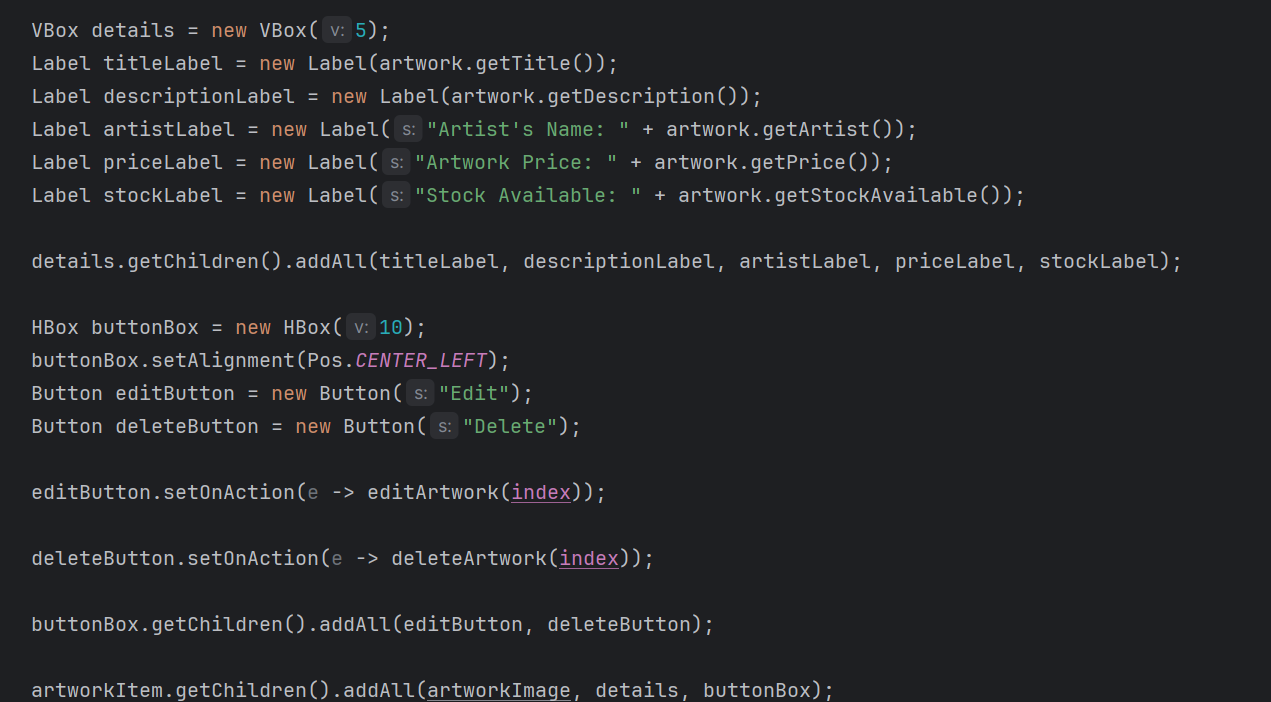 VBox details = new VBox( v: 5);
Label titleLabel = new Label(artwork.getTitle());
Label descriptionLabel = new Label(artwork.getDescription());
Label artistLabel = new Label( s: "Artist's Name: " + artwork.getArtist());
Label priceLabel = new Label( s: "Artwork Price: " + artwork.getPrice());
Label stockLabel = new Label( s: "Stock Available: " + artwork.getStockAvailable());
details.getChildren().addAll(titleLabel, descriptionLabel, artistLabel, priceLabel, stockLabel);
HBox buttonBox = new HBox( v: 10);
buttonBox.setAlignment(Pos.CENTER_LEFT);
Button editButton = new Button( s: "Edit");
Button deleteButton = new Button( s: "Delete");
editButton.setOnAction(e -> editArtwork(index));
deleteButton.setOnAction(e -> deleteArtwork(index));
buttonBox.getChildren().addAll(editButton, deleteButton);
artworkItem.getChildren().addAll(artworkImage, details, buttonBox);